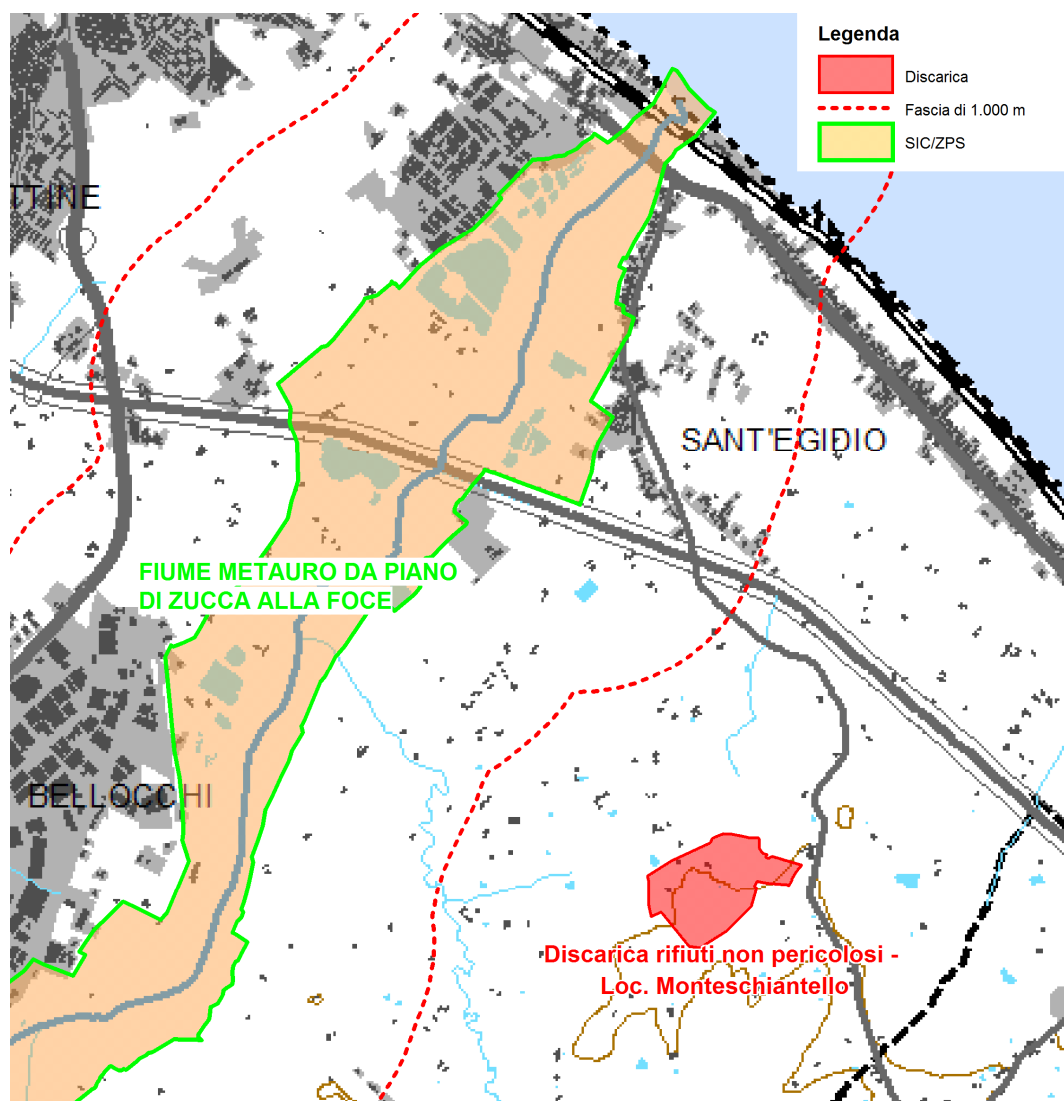 Legenda
Discarica
Fascia di 1.000 m
SIC/ZPS
TTINE
SANT'EGIDIO
FIUME METAURO DA PIANO
DI ZUCCA ALLA FOCE
BELLOCCHI
Discarica rifiuti non pericolosi -
Loc. Monteschiantello